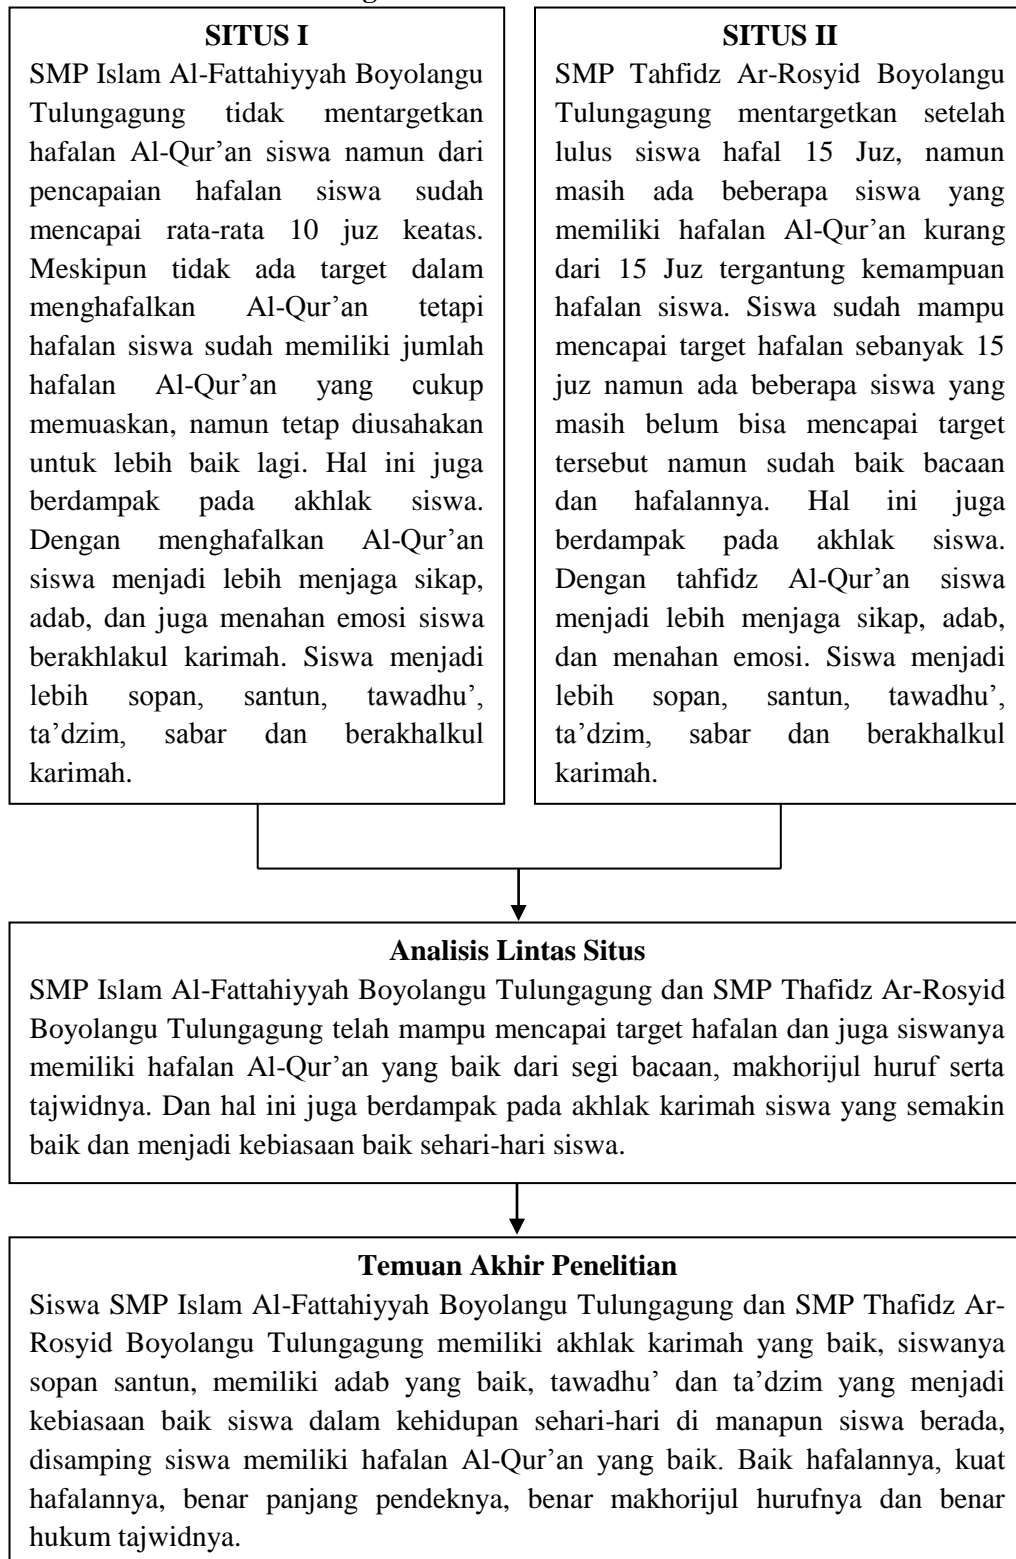 SITUS I
SMP Islam Al-Fattahiyyah Boyolangu
Tulungagung tidak mentargetkan
hafalan Al-Qur’an siswa namun dari
pencapaian hafalan siswa sudah
mencapai rata-rata 10 juz keatas.
Meskipun tidak ada target dalam
menghafalkan Al-Qur’an tetapi
hafalan siswa sudah memiliki jumlah
hafalan Al-Qur’an yang cukup
memuaskan, namun tetap diusahakan
untuk lebih baik lagi. Hal ini juga
berdampak pada akhlak siswa.
Dengan menghafalkan Al-Qur’an
siswa menjadi lebih menjaga sikap,
adab, dan juga menahan emosi siswa
berakhlakul karimah. Siswa menjadi
lebih sopan, santun, tawadhu’,
ta’dzim, sabar dan berakhalkul
karimah.
SITUS II
SMP Tahfidz Ar-Rosyid Boyolangu
Tulungagung mentargetkan setelah
lulus siswa hafal 15 Juz, namun
masih ada beberapa siswa yang
memiliki hafalan Al-Qur’an kurang
dari 15 Juz tergantung kemampuan
hafalan siswa. Siswa sudah mampu
mencapai target hafalan sebanyak 15
juz namun ada beberapa siswa yang
masih belum bisa mencapai target
tersebut namun sudah baik bacaan
dan hafalannya. Hal ini juga
berdampak pada akhlak siswa.
Dengan tahfidz Al-Qur’an siswa
menjadi lebih menjaga sikap, adab,
dan menahan emosi. Siswa menjadi
lebih sopan, santun, tawadhu’,
ta’dzim, sabar dan berakhalkul
karimah.
Analisis Lintas Situs
SMP Islam Al-Fattahiyyah Boyolangu Tulungagung dan SMP Thafidz Ar-Rosyid
Boyolangu Tulungagung telah mampu mencapai target hafalan dan juga siswanya
memiliki hafalan Al-Qur’an yang baik dari segi bacaan, makhorijul huruf serta
tajwidnya. Dan hal ini juga berdampak pada akhlak karimah siswa yang semakin
baik dan menjadi kebiasaan baik sehari-hari siswa.
Temuan Akhir Penelitian
Siswa SMP Islam Al-Fattahiyyah Boyolangu Tulungagung dan SMP Thafidz Ar-
Rosyid Boyolangu Tulungagung memiliki akhlak karimah yang baik, siswanya
sopan santun, memiliki adab yang baik, tawadhu’ dan ta’dzim yang menjadi
kebiasaan baik siswa dalam kehidupan sehari-hari di manapun siswa berada,
disamping siswa memiliki hafalan Al-Qur’an yang baik. Baik hafalannya, kuat
hafalannya, benar panjang pendeknya, benar makhorijul hurufnya dan benar
hukum tajwidnya.